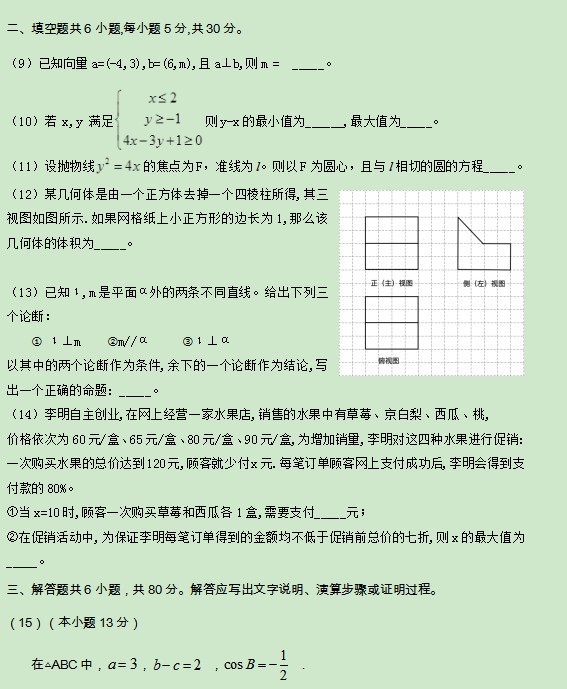 二、填空题共6小题,每小题5分,共30分。
(9)已知向量a=(-4,3),b=(6,m),且a⊥b,则m= _____。
(10)若x,y满足{x≤2 y≥-1 4x-3y+1≥0 则y-x的最小值为______,最大值为_____。
(11)设抛物线y²=4x的焦点为F，准线为l。则以F为圆心，且与l相切的圆的方程_____。
(12)某几何体是由一个正方体去掉一个四棱柱所得,其三
视图如图所示.如果网格纸上小正方形的边长为1,那么该
几何体的体积为_____。
正（主）视图
侧（左）视图
俯视图
(13)已知l,m是平面α外的两条不同直线。给出下列三
个论断:
① l⊥m ②m//α ③l⊥α
以其中的两个论断作为条件,余下的一个论断作为结论,写
出一个正确的命题: _____。
(14)李明自主创业,在网上经营一家水果店,销售的水果中有草莓、京白梨、西瓜、桃,
价格依次为60元/盒、65元/盒、80元/盒、90元/盒,为增加销量,李明对这四种水果进行促销:
一次购买水果的总价达到120元,顾客就少付x元.每笔订单顾客网上支付成功后,李明会得到支
付款的80%。
①当x=10时,顾客一次购买草莓和西瓜各1盒,需要支付_____元;
②在促销活动中,为保证李明每笔订单得到的金额均不低于促销前总价的七折,则x的最大值为
_____。
三、解答题共6小题，共80分。解答应写出文字说明、演算步骤或证明过程。
（15）（本小题13分）
在△ABC中，a=3，b-c=2 ，cosB=-1/2 .